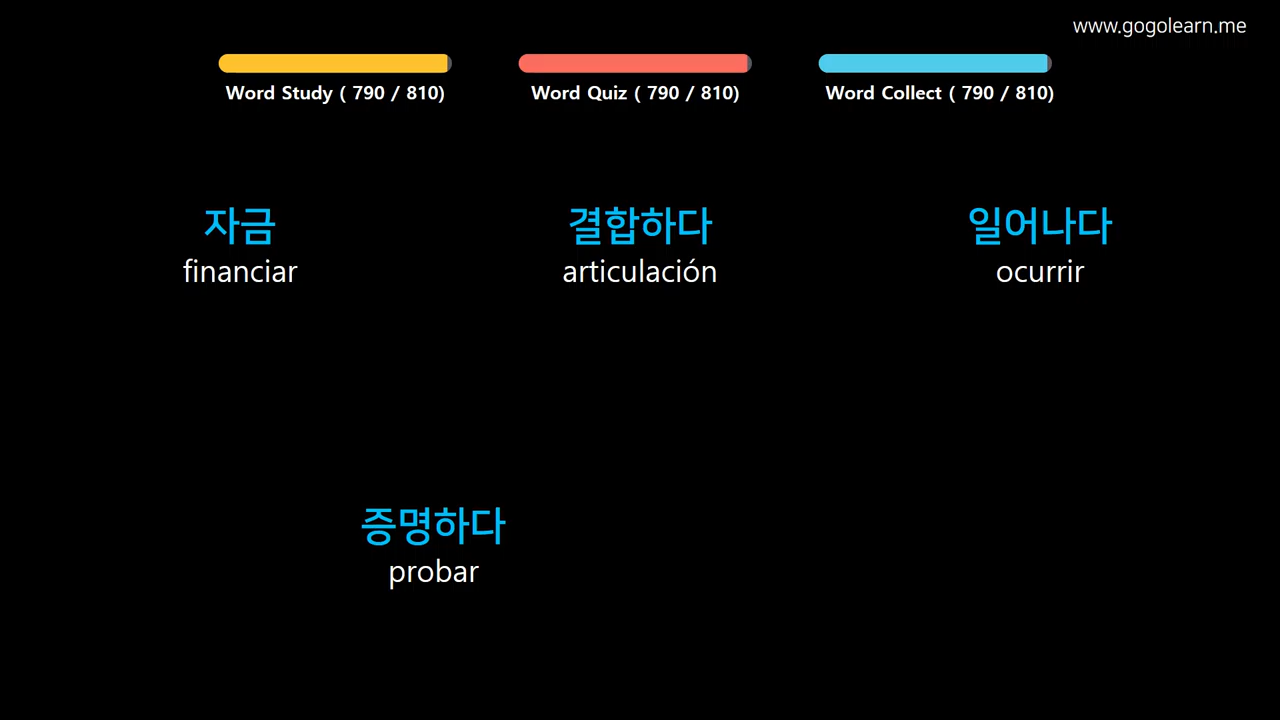 www.gogolearn.me
Word Study ( 790 / 810)
Word Quiz ( 790 / 810)
Word Collect ( 790 / 810)
자금
financiar
결합하다
articulación
일어나다
ocurrir
증명하다
probar